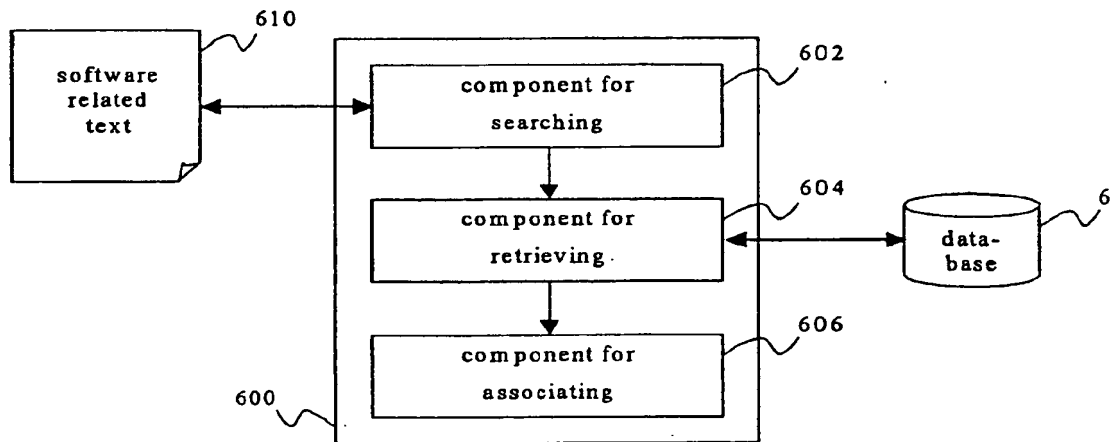 610
software
related
text
602
component for
searching
604
component for
retrieving
6
data-
base
606
component for
associating
600